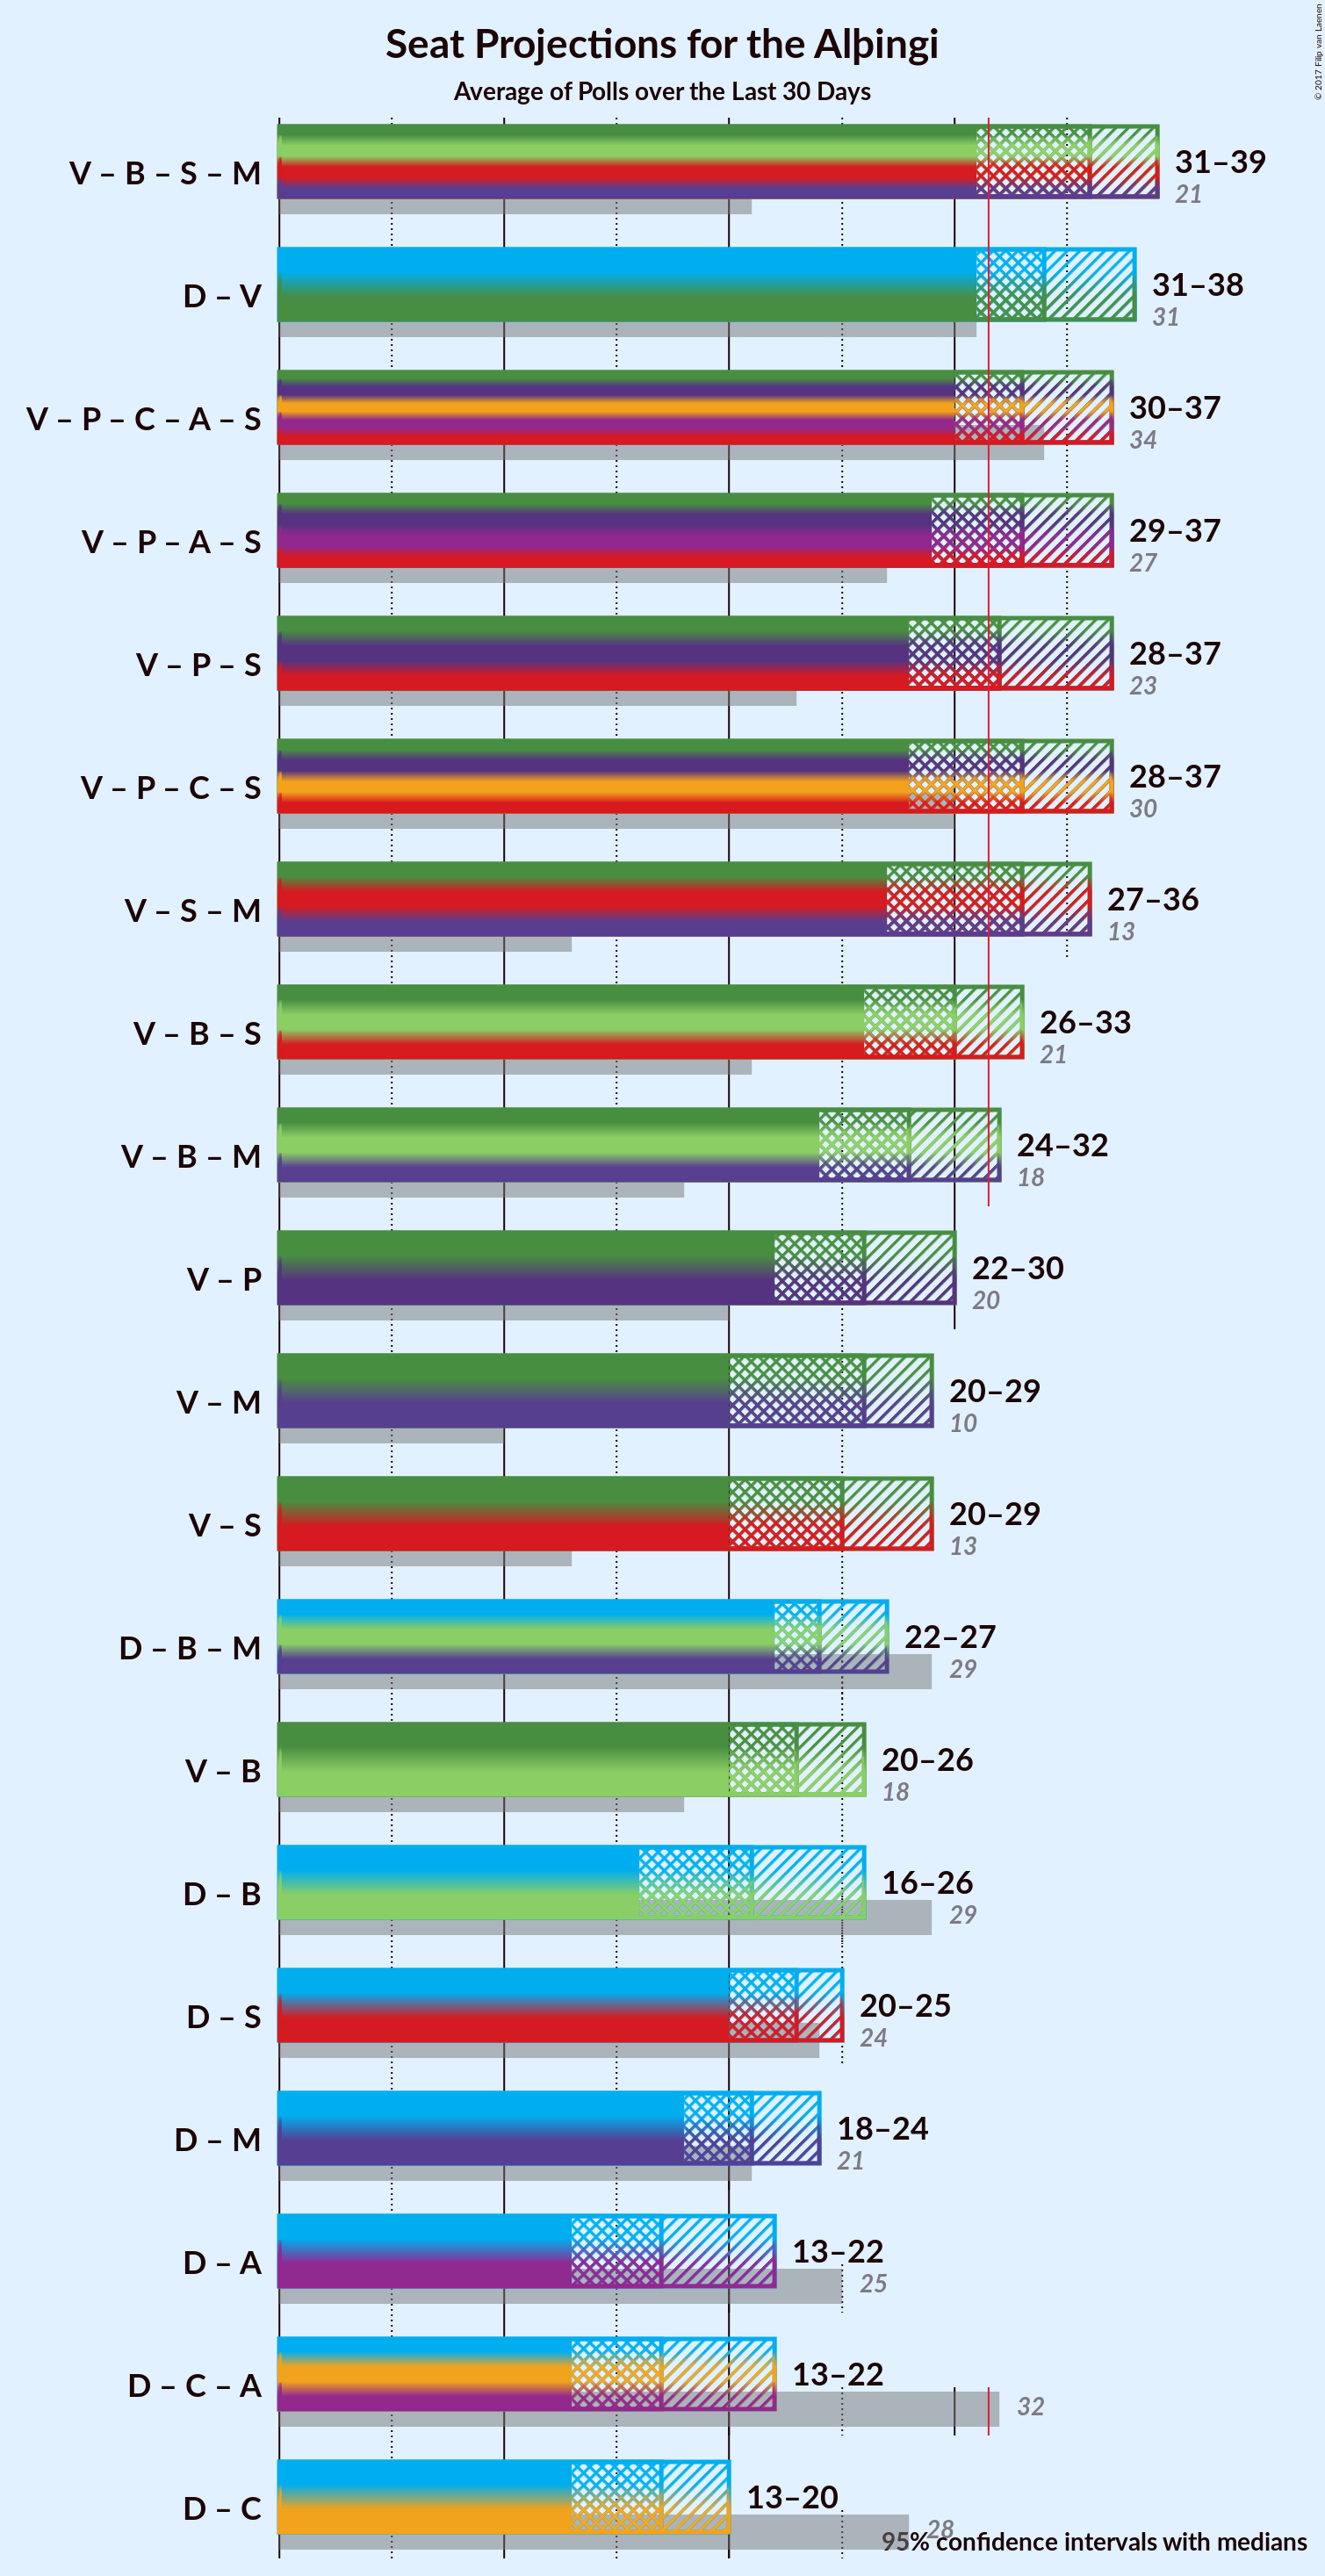 © 2017 Filip van Laenen
Seat Projections for the Alþingi
Average of Polls over the Last 30 Days
V – B – S – M
31–39
21
D – V
31–38
31
V – P – C – A – S
30–37
34
V – P – A – S
29–37
27
V – P – S
28–37
23
V – P – C – S
28–37
30
V – S – M
27–36
13
V – B – S
26–33
21
V – B – M
24–32
18
V – P
22–30
20
V – M
20–29
10
V – S
20–29
13
D – B – M
22–27
29
V – B
20–26
18
D – B
16–26
29
D – S
20–25
24
D – M
18–24
21
D – A
13–22
25
D – C – A
13–22
32
D – C
13–20
28
95% confidence intervals with medians